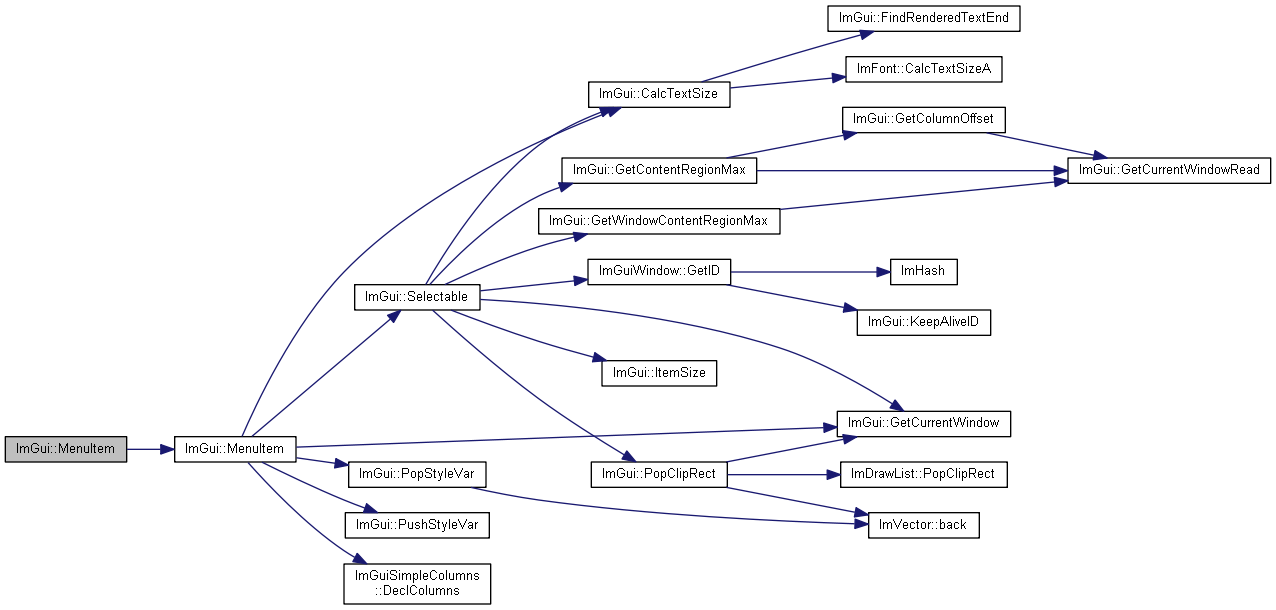 ImGui::FindRenderedTextEnd
ImFont::CalcTextSizeA
ImGui::CalcTextSize
ImGui::GetColumnOffset
ImGui::GetContentRegionMax
ImGui::GetCurrentWindowRead
ImGui::GetWindowContentRegionMax
ImGuiWindow::GetID
ImHash
ImGui::Selectable
ImGui::KeepAliveID
ImGui::ItemSize
ImGui::GetCurrentWindow
ImGui::MenuItem
ImGui::MenuItem
ImGui::PopStyleVar
ImGui::PopClipRect
ImDrawList::PopClipRect
ImGui::PushStyleVar
ImVector::back
ImGuiSimpleColumns
::DeclColumns